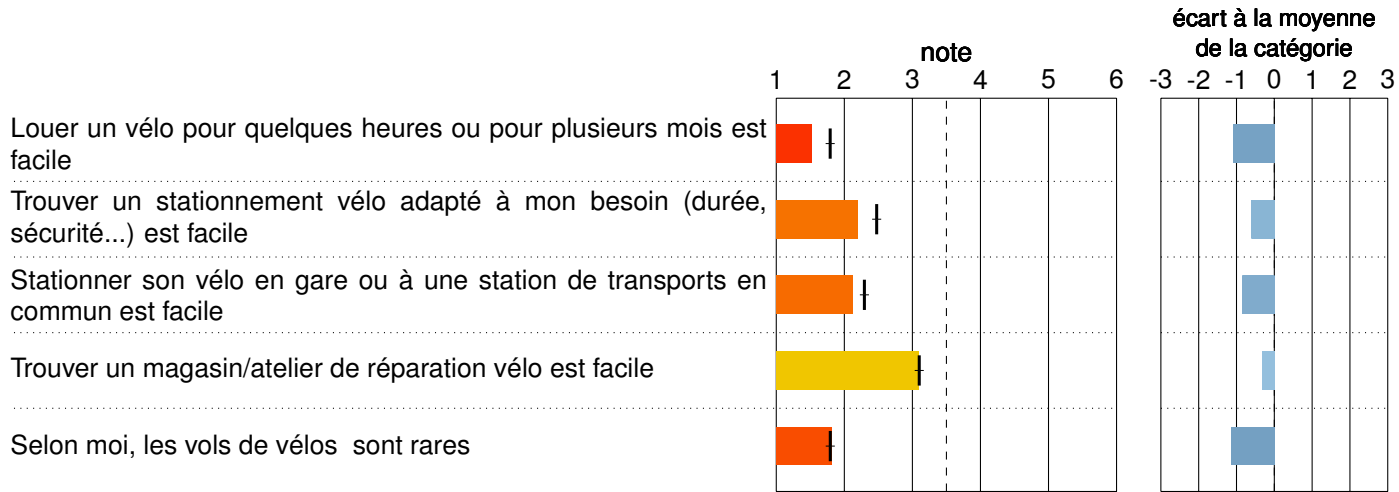 écart à la moyenne
note de la catégorie
1 2 3 4 5 6 -3 -2 -1 0 1 2 3
Louer un vélo pour quelques heures ou pour plusieurs mois est
facile
Trouver un stationnement vélo adapté à mon besoin (durée,
sécurité...) est facile
Stationner son vélo en gare ou à une station de transports en
commun est facile
Trouver un magasin/atelier de réparation vélo est facile
Selon moi, les vols de vélos sont rares